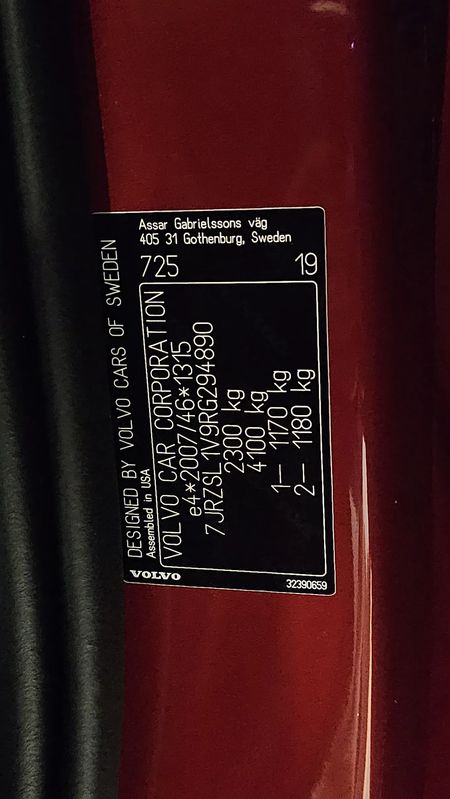 DESIGNED BY VOLVO CARS OF SWEDEN
Assar Gabrielssons väg
405 31 Gothenburg, Sweden
Assembled in USA
725
19
VOLVO CAR CORPORATION
e4*2007/46*1315
7JRZSL1V9RG294890
2300 kg
4100 kg
1– 1170 kg
2– 1180 kg
VOLVO
32390659